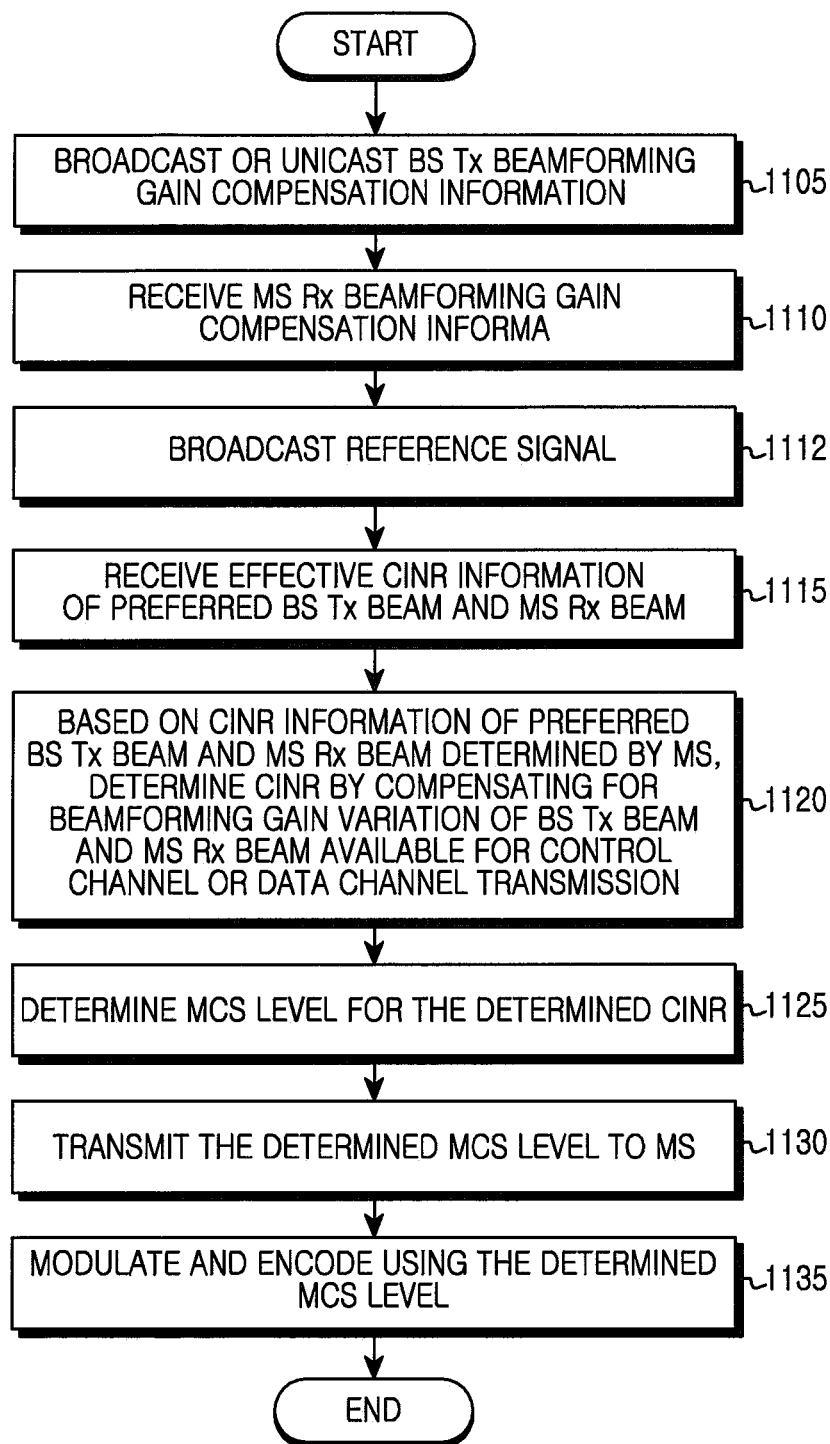 START
BROADCAST OR UNICAST BS Tx BEAMFORMING
GAIN COMPENSATION INFORMATION
1105
RECEIVE MS Rx BEAMFORMING GAIN
COMPENSATION INFORMA
1110
BROADCAST REFERENCE SIGNAL
1112
RECEIVE EFFECTIVE CINR INFORMATION
OF PREFERRED BS Tx BEAM AND MS Rx BEAM
1115
BASED ON CINR INFORMATION OF PREFERRED
BS Tx BEAM AND MS Rx BEAM DETERMINED BY MS,
DETERMINE CINR BY COMPENSATING FOR
BEAMFORMING GAIN VARIATION OF BS Tx BEAM
AND MS Rx BEAM AVAILABLE FOR CONTROL
CHANNEL OR DATA CHANNEL TRANSMISSION
1120
DETERMINE MCS LEVEL FOR THE DETERMINED CINR
1125
TRANSMIT THE DETERMINED MCS LEVEL TO MS
1130
MODULATE AND ENCODE USING THE DETERMINED
MCS LEVEL
1135
END